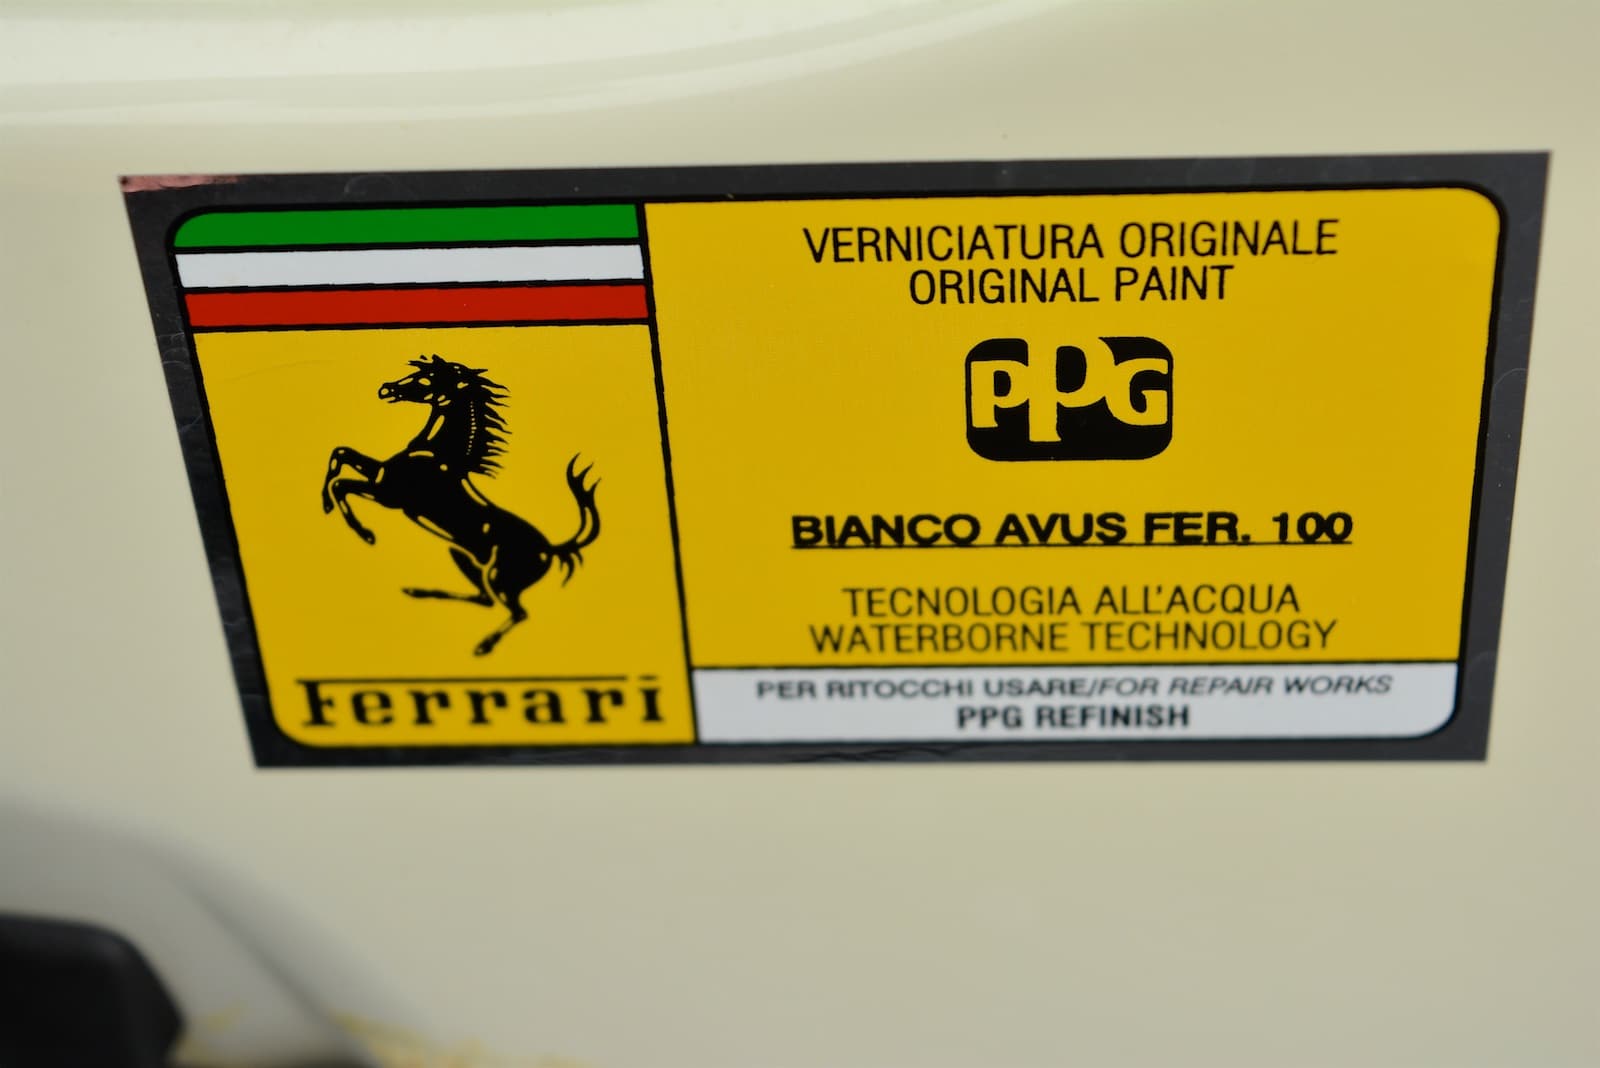 Ferrari
VERNICIATURA ORIGINALE
ORIGINAL PAINT
PPG
BIANCO AVUS FER. 100
TECNOLOGIA ALL'ACQUA
WATERBORNE TECHNOLOGY
PER RITOCCHI USARE/FOR REPAIR WORKS
PPG REFINISH